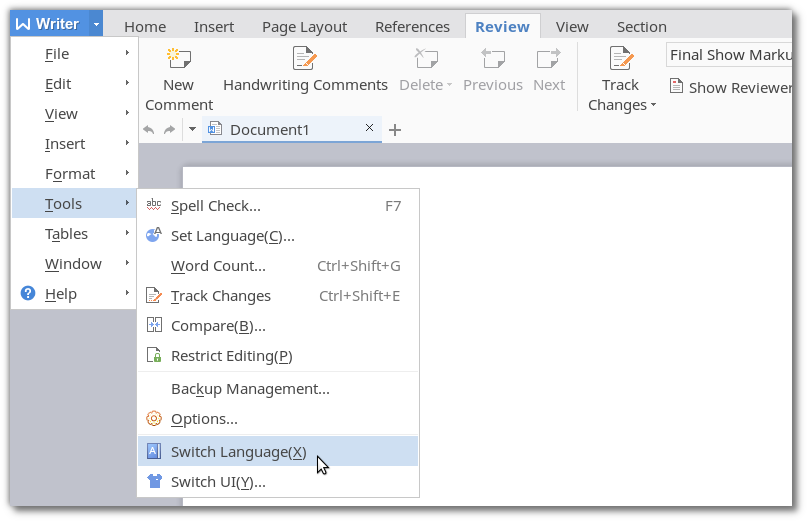 Writer
Home Insert Page Layout References Review View Section
File
Edit
View
Insert
Format
Tools
Tables
Window
Help
New
Comment
Handwriting Comments
Delete
Previous
Next
Track
Changes
Final Show Marku
Show Reviewer
Document1
abc
Spell Check... F7
Set Language(C)...
Word Count... Ctrl+Shift+G
Track Changes Ctrl+Shift+E
Compare(B)...
Restrict Editing(P)
Backup Management...
Options...
Switch Language(X)
Switch UI(Y)...